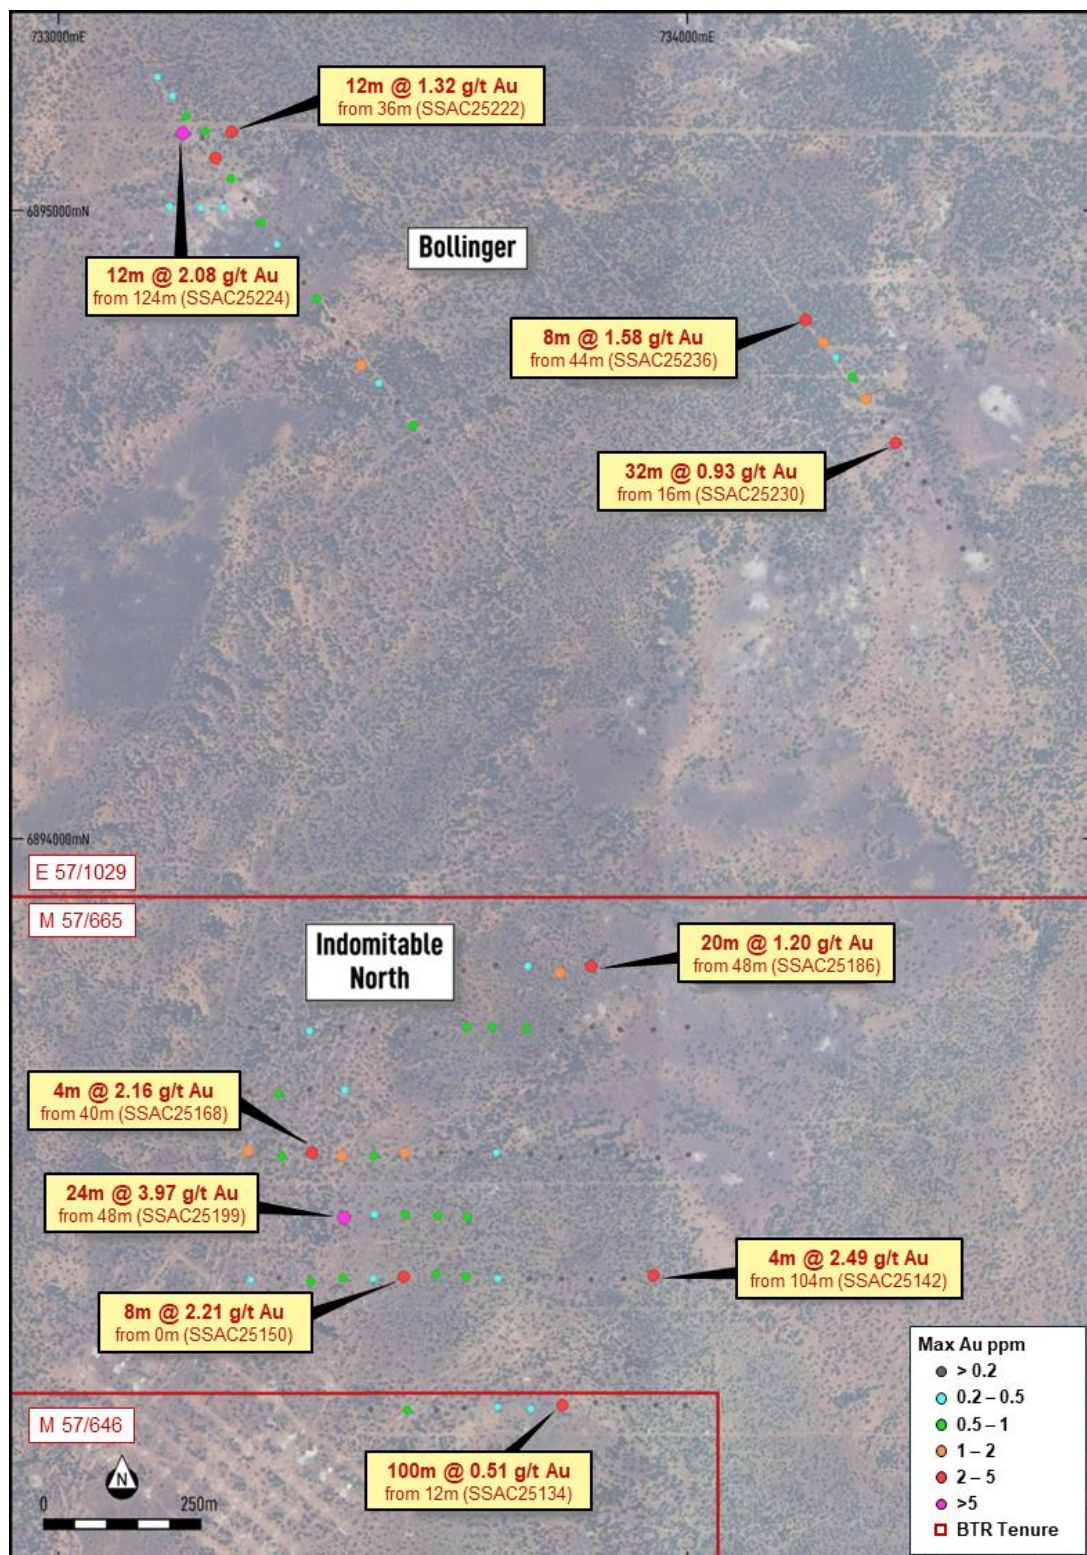 733000mE
734000mE
12m @ 1.32 g/t Au
from 36m (SSAC25222)
6895000mN
Bollinger
12m @ 2.08 g/t Au
from 124m (SSAC25224)
8m @ 1.58 g/t Au
from 44m (SSAC25236)
32m @ 0.93 g/t Au
from 16m (SSAC25230)
6894000mN
E 57/1029
M 57/665
Indomitable
North
20m @ 1.20 g/t Au
from 48m (SSAC25186)
4m @ 2.16 g/t Au
from 40m (SSAC25168)
24m @ 3.97 g/t Au
from 48m (SSAC25199)
4m @ 2.49 g/t Au
from 104m (SSAC25142)
8m @ 2.21 g/t Au
from 0m (SSAC25150)
M 57/646
N
0 250m
100m @ 0.51 g/t Au
from 12m (SSAC25134)
Max Au ppm
> 0.2
0.2 – 0.5
0.5 – 1
1 – 2
2 – 5
>5
BTR Tenure